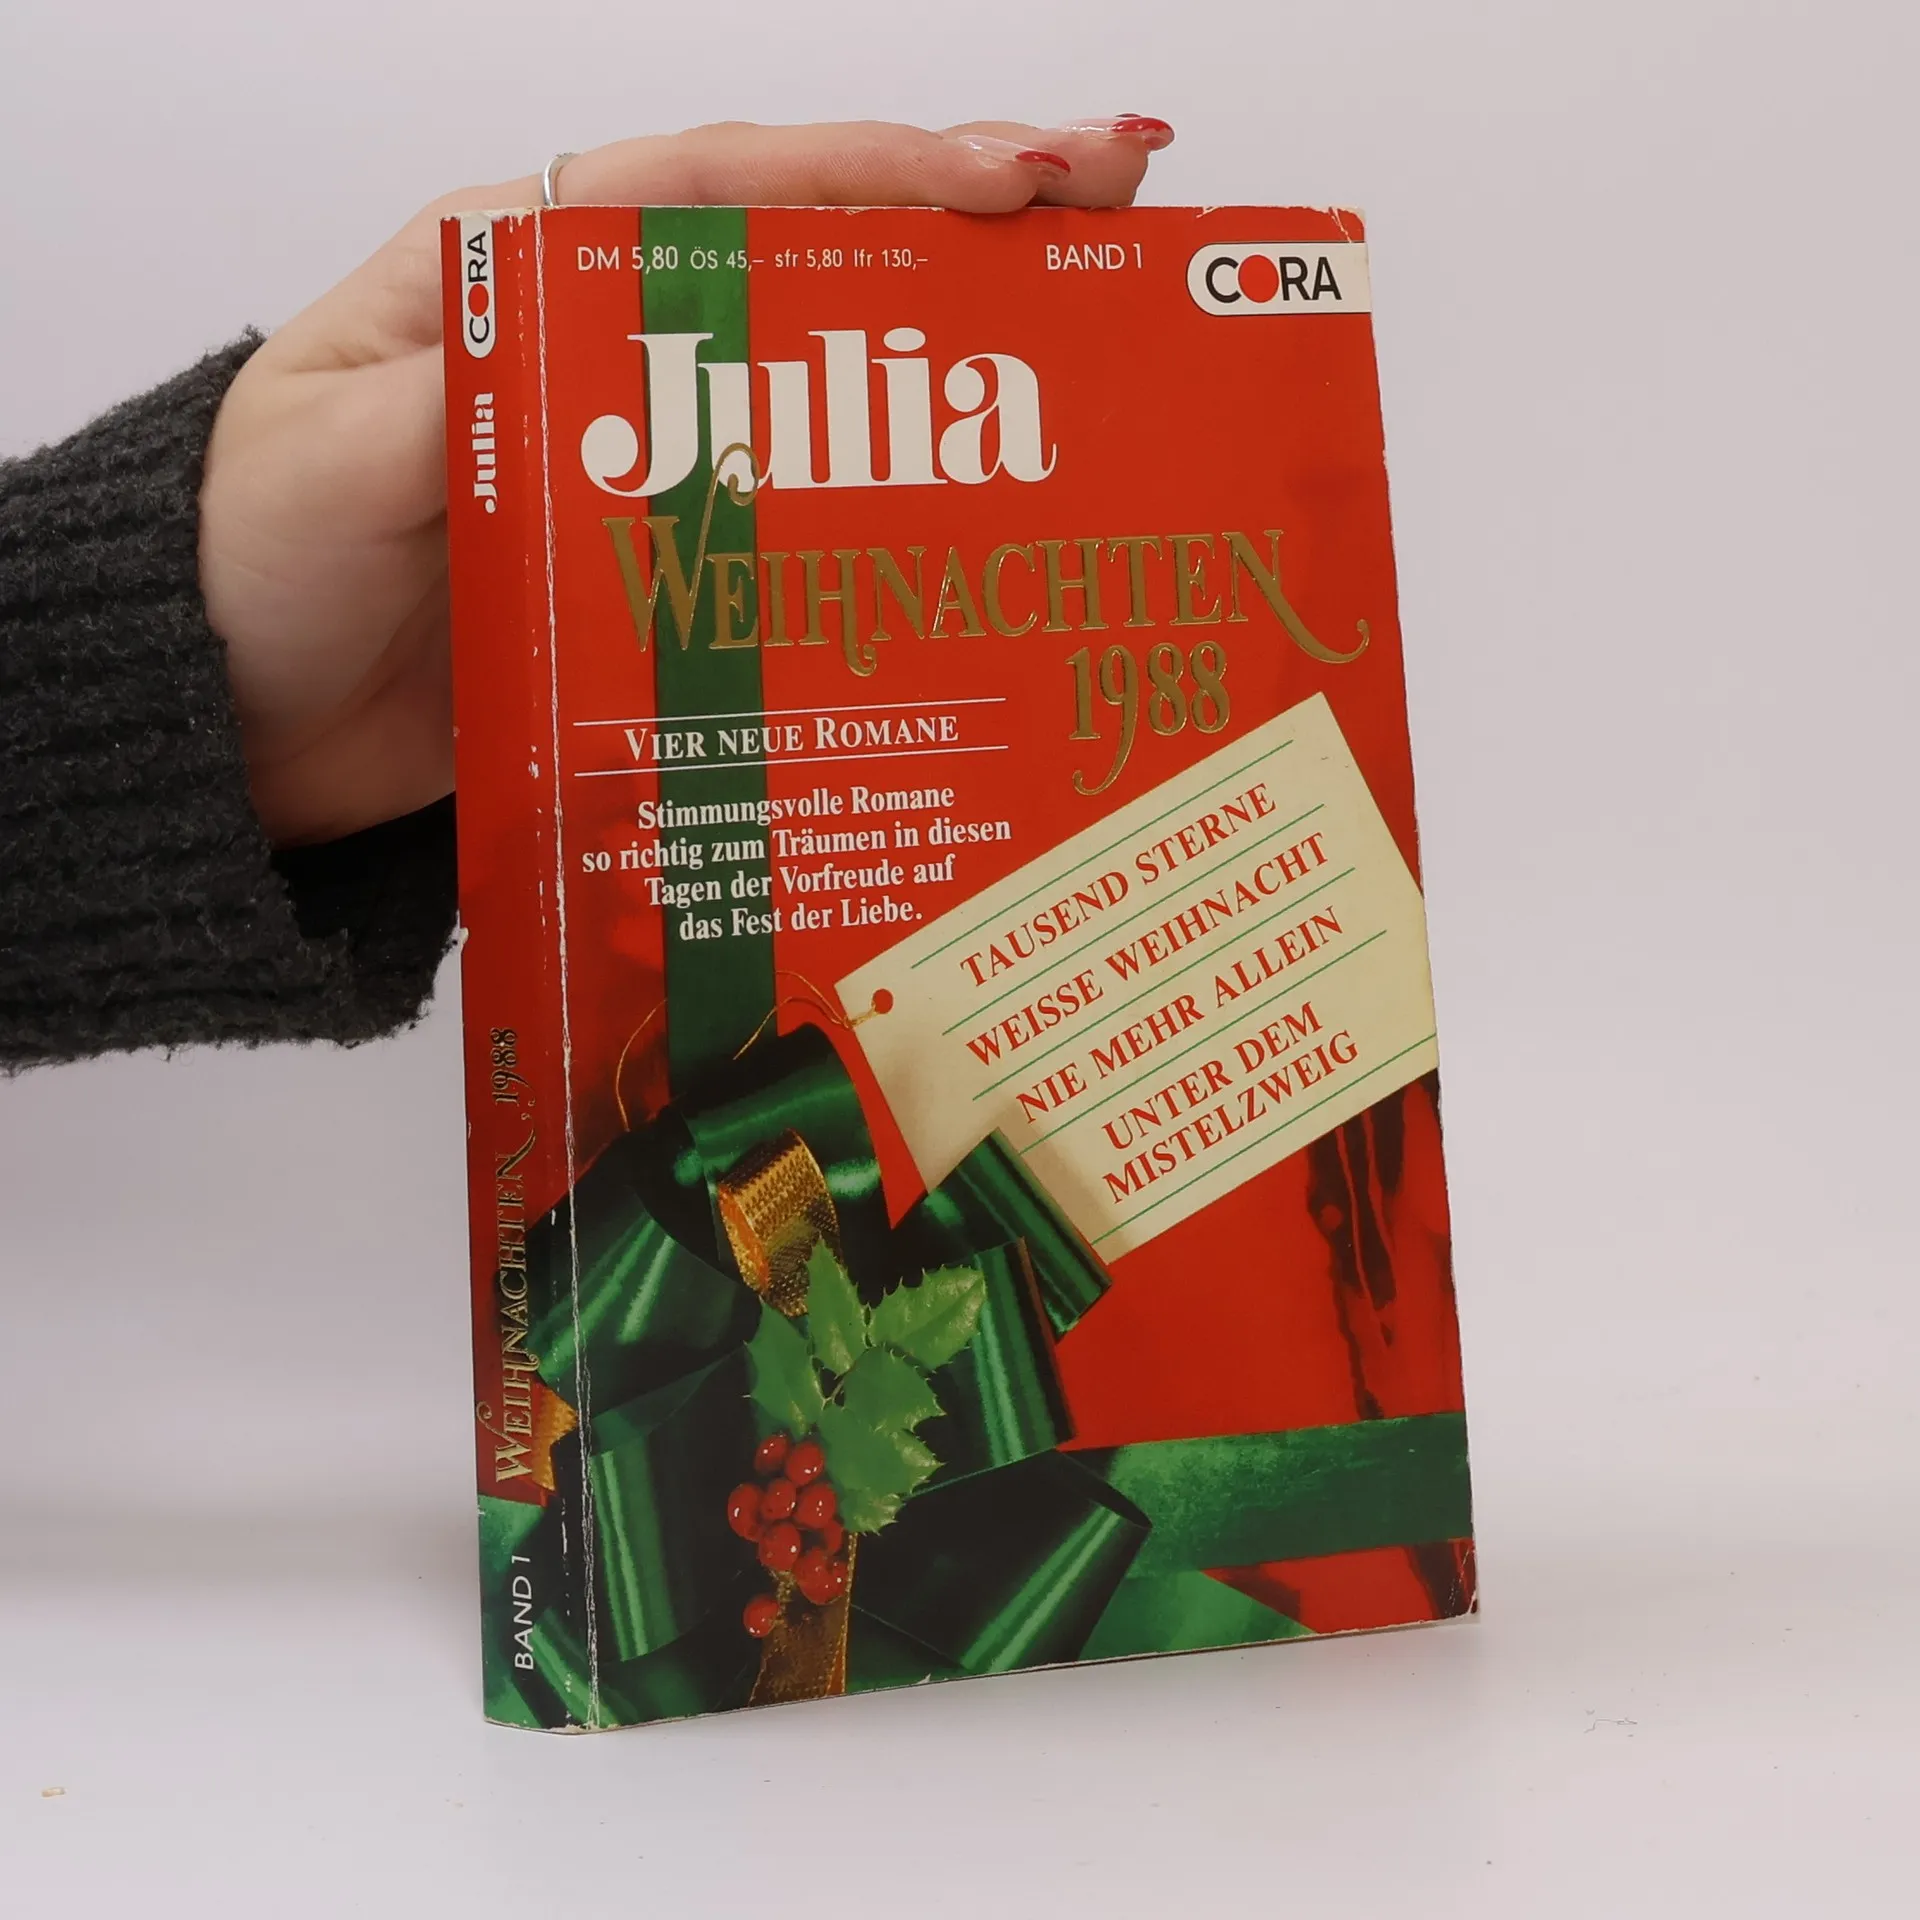 DM 5,80 ÖS 45,– sfr 5,80 lfr 130,–
BAND 1
CORA
Julia
WEIHNACHTEN
1988
VIER NEUE ROMANE
Stimmungsvolle Romane
so richtig zum Träumen in diesen
Tagen der Vorfreude auf
das Fest der Liebe.
TAUSEND STERNE
WEISSE WEIHNACHT
NIE MEHR ALLEIN
UNTER DEM
MISTELZWEIG
CORA
Julia
WEIHNACHTEN 1988
BAND 1